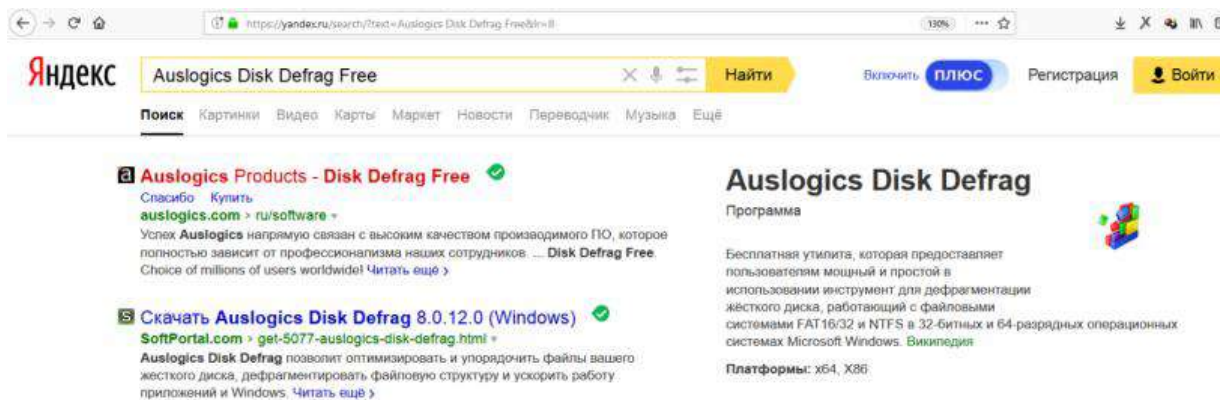 https://yandex.ru/search/?text=Auslogics Disk Defrag Free&lr=8
130%
Яндекс
Auslogics Disk Defrag Free
Найти
Включить ПЛЮС
Регистрация
Войти
Поиск Картинки Видео Карты Маркет Новости Переводчик Музыка Ещё
a Auslogics Products - Disk Defrag Free
Спасибо Купить
auslogics.com › ru/software
Успех Auslogics напрямую связан с высоким качеством производимого ПО, которое
полностью зависит от профессионализма наших сотрудников. ... Disk Defrag Free.
Choice of millions of users worldwide! Читать ещё ›
S Скачать Auslogics Disk Defrag 8.0.12.0 (Windows)
SoftPortal.com › get-5077-auslogics-disk-defrag.html
Auslogics Disk Defrag позволит оптимизировать и упорядочить файлы вашего
жесткого диска, дефрагментировать файловую структуру и ускорить работу
приложений и Windows. Читать ещё ›
Auslogics Disk Defrag
Программа
Бесплатная утилита, которая предоставляет
пользователям мощный и простой в
использовании инструмент для дефрагментации
жёсткого диска, работающий с файловыми
системами FAT16/32 и NTFS в 32-битных и 64-разрядных операционных
системах Microsoft Windows. Википедия
Платформы: x64, X86